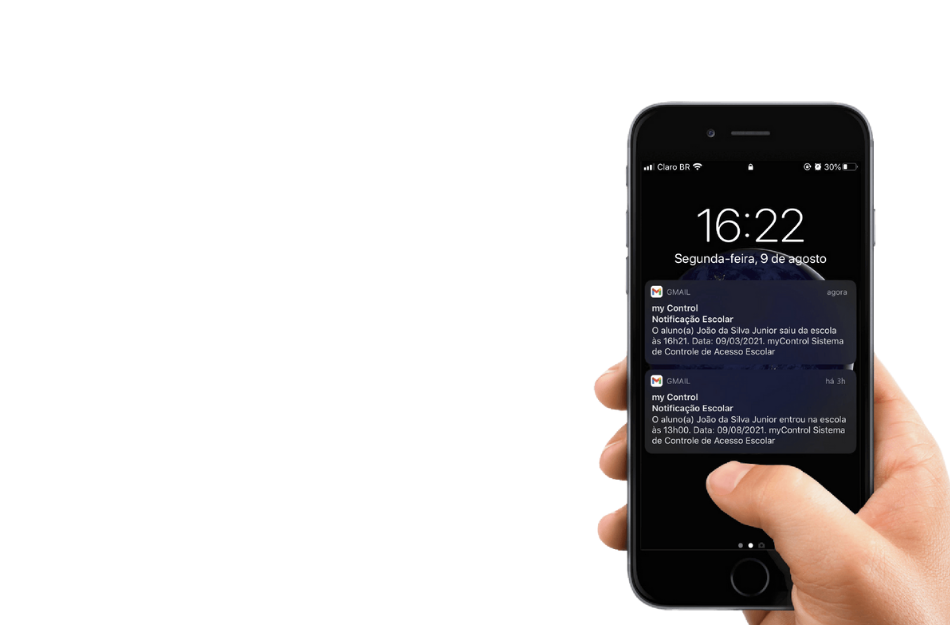 Claro BR 30%
16:22
Segunda-feira, 9 de agosto
GMAIL agora
my Control
Notificação Escolar
O aluno(a) João da Silva Junior saiu da escola
às 16h21. Data: 09/03/2021. myControl Sistema
de Controle de Acesso Escolar
GMAIL há 3h
my Control
Notificação Escolar
O aluno(a) João da Silva Junior entrou na escola
às 13h00. Data: 09/08/2021. myControl Sistema
de Controle de Acesso Escolar